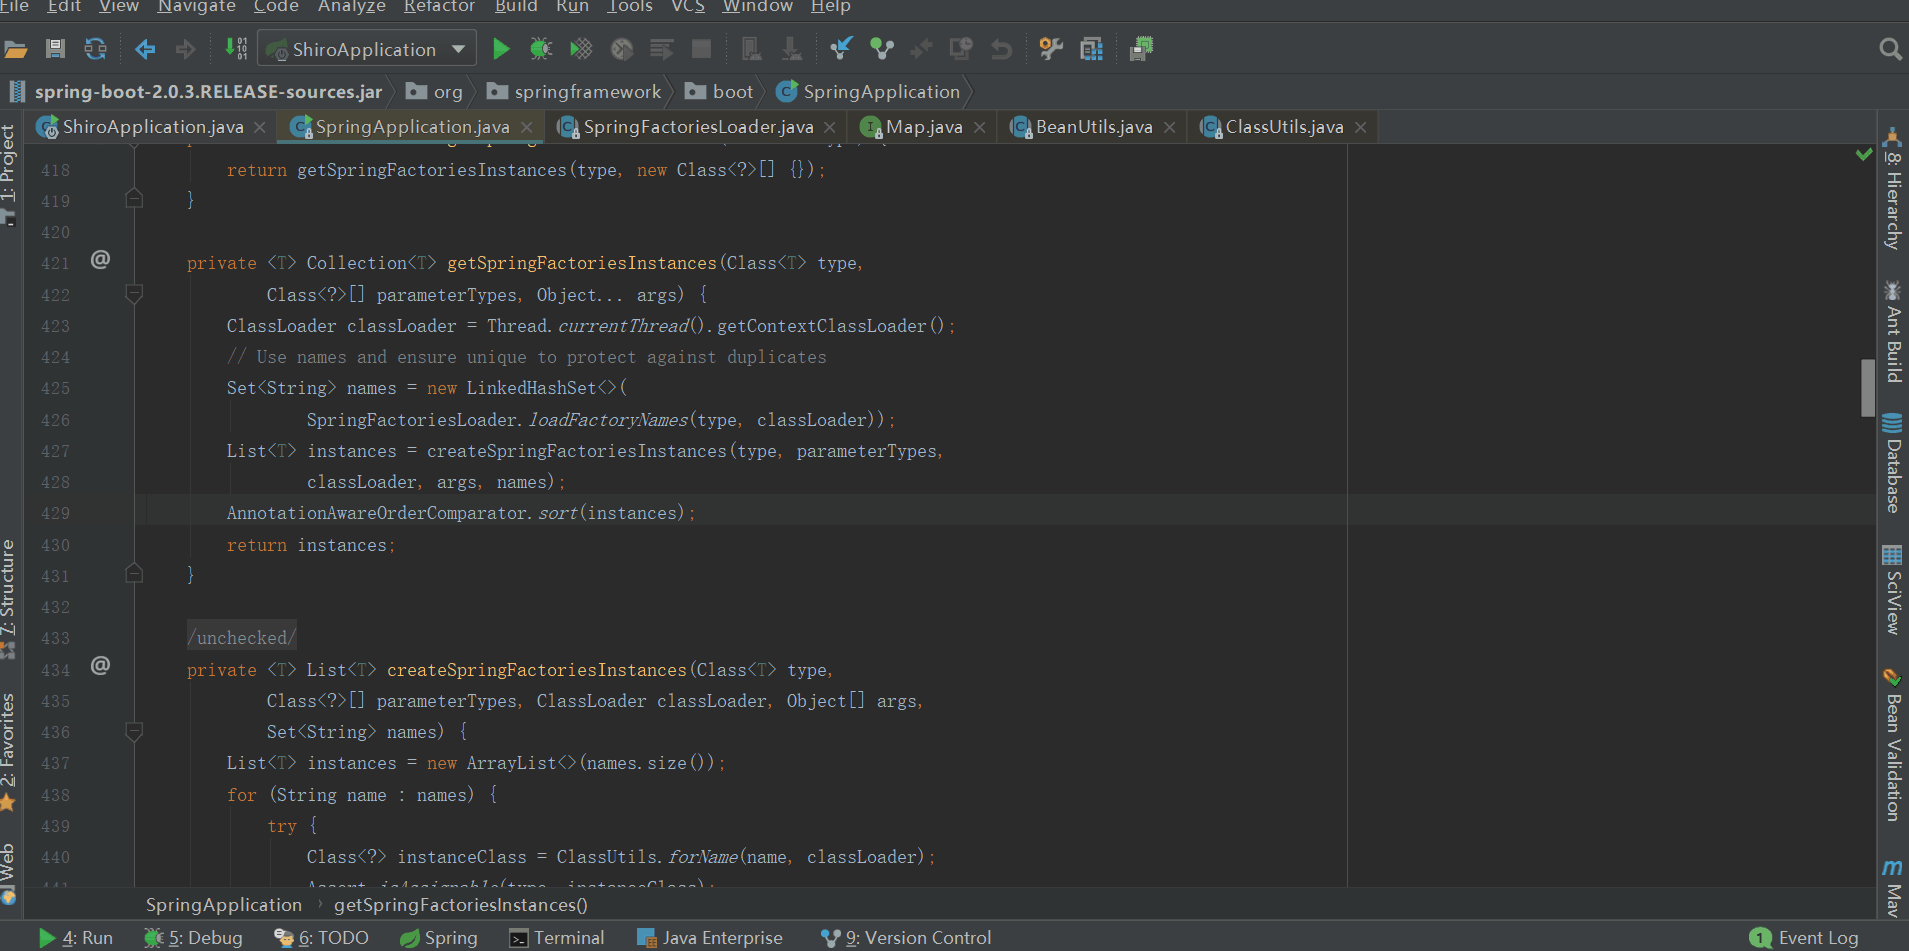 File Edit View Navigate Code Analyze Refactor Build Run Tools VCS Window Help
ShiroApplication
spring-boot-2.0.3.RELEASE-sources.jar org springframework boot SpringApplication
ShiroApplication.java SpringApplication.java SpringFactoriesLoader.java Map.java BeanUtils.java ClassUtils.java
418 return getSpringFactoriesInstances(type, new Class<?>[] {});
419 }
420
421 @ private <T> Collection<T> getSpringFactoriesInstances(Class<T> type,
422 Class<?>[] parameterTypes, Object... args) {
423 ClassLoader classLoader = Thread.currentThread().getContextClassLoader();
424 // Use names and ensure unique to protect against duplicates
425 Set<String> names = new LinkedHashSet<>(
426 SpringFactoriesLoader.loadFactoryNames(type, classLoader));
427 List<T> instances = createSpringFactoriesInstances(type, parameterTypes,
428 classLoader, args, names);
429 AnnotationAwareOrderComparator.sort(instances);
430 return instances;
431 }
432
433 /unchecked/
434 @ private <T> List<T> createSpringFactoriesInstances(Class<T> type,
435 Class<?>[] parameterTypes, ClassLoader classLoader, Object[] args,
436 Set<String> names) {
437 List<T> instances = new ArrayList<>(names.size());
438 for (String name : names) {
439 try {
440 Class<?> instanceClass = ClassUtils.forName(name, classLoader);
441 Assert.isAssignable(type, instanceClass);
SpringApplication › getSpringFactoriesInstances()
4: Run 5: Debug 6: TODO Spring Terminal Java Enterprise 9: Version Control 1 Event Log
1: Project
7: Structure
2: Favorites
Web
8: Hierarchy
Ant Build
Database
SciView
Bean Validation
m Mav